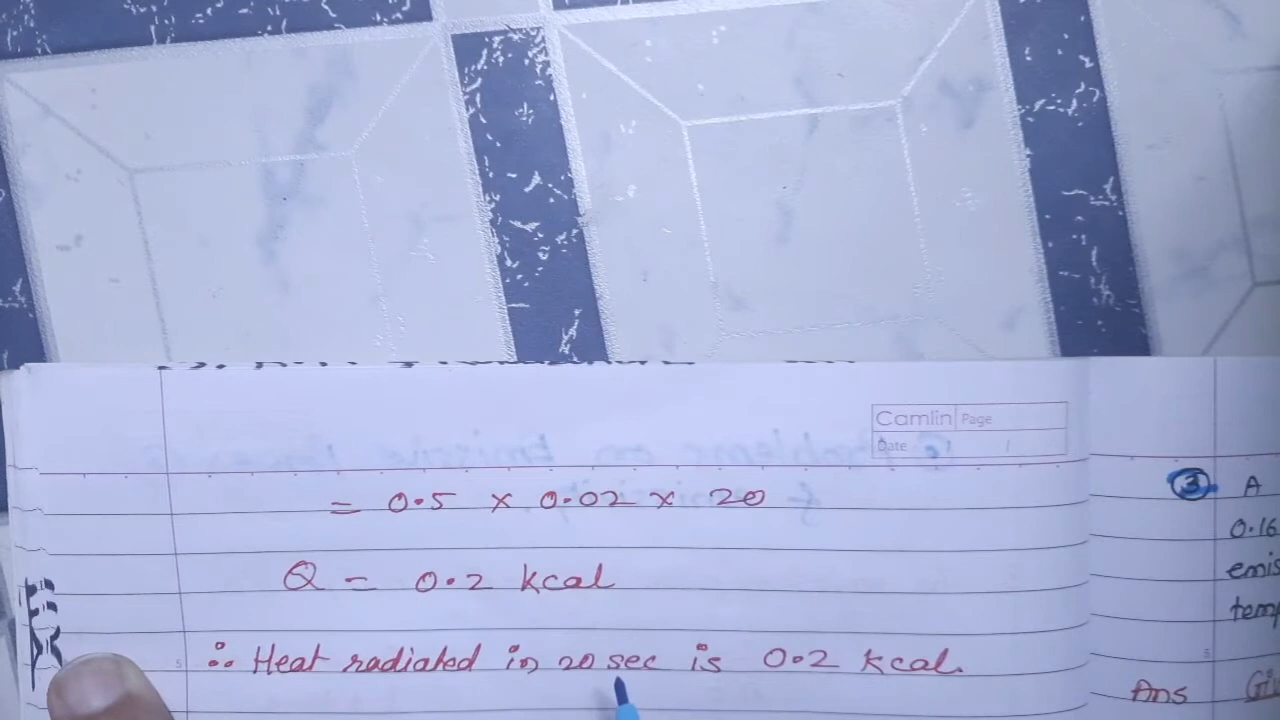 Camlin Page
Date
= 0.5 × 0.02 × 20
Q = 0.2 kcal
∴ Heat radiated in 20 sec is 0.2 kcal.
③ A
0.16
emis
temp
Ans